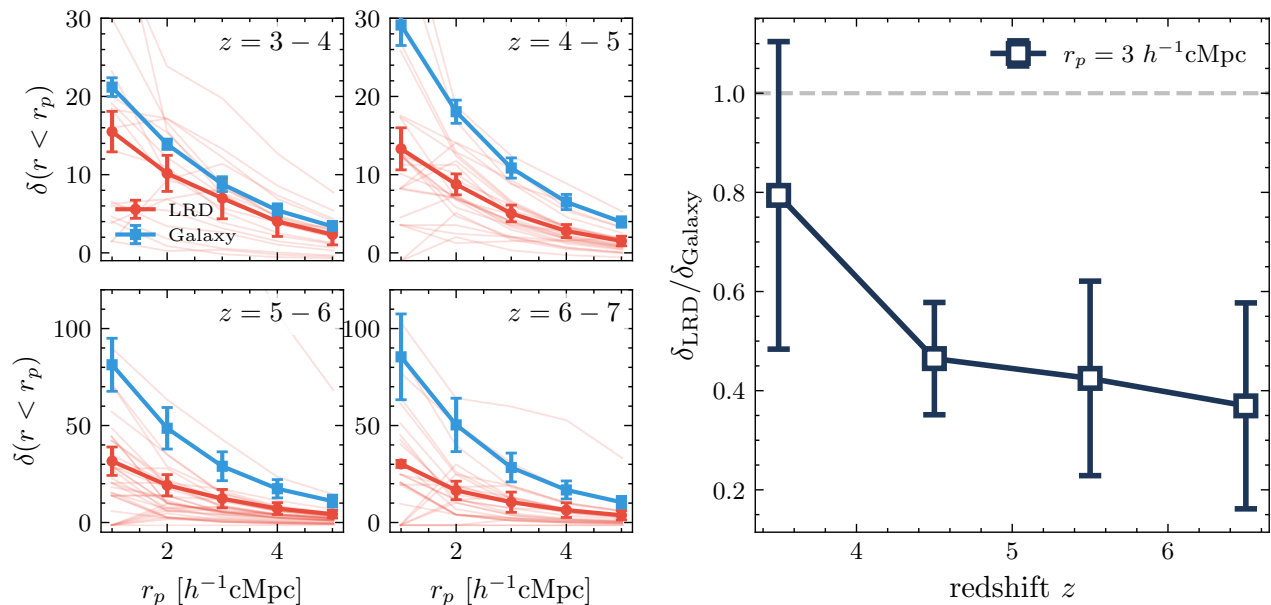 30
20
10
0
δ(r < r_p)
z = 3 − 4
LRD
Galaxy
z = 4 − 5
30
20
10
0
100
50
0
δ(r < r_p)
z = 5 − 6
2
4
r_p [h⁻¹cMpc]
z = 6 − 7
100
50
0
2
4
r_p [h⁻¹cMpc]
r_p = 3 h⁻¹cMpc
1.0
0.8
0.6
0.4
0.2
δ_LRD/δ_Galaxy
4
5
6
redshift z